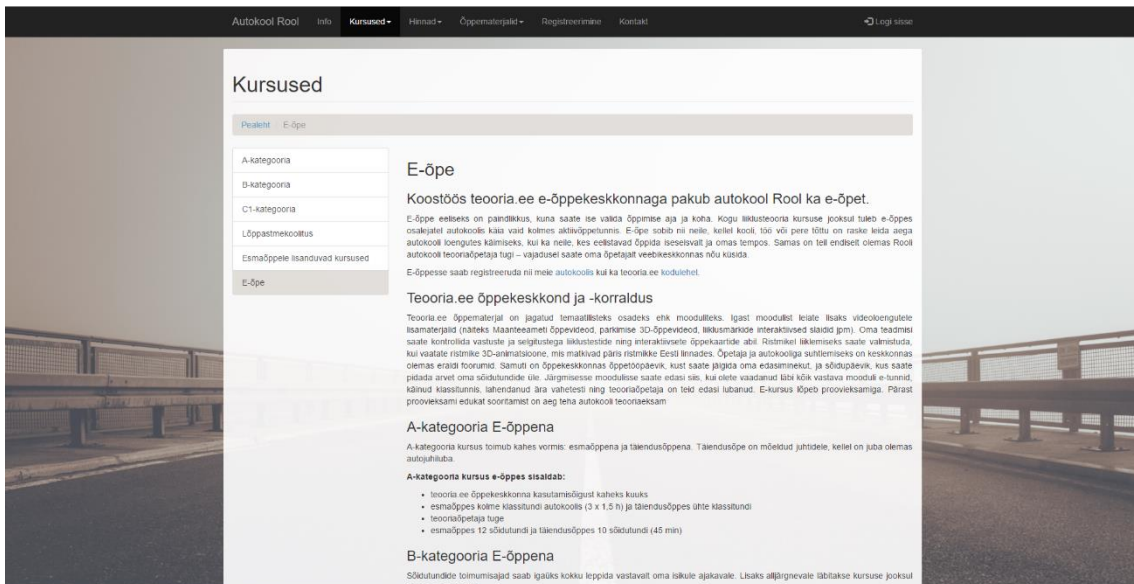 Autokool Rool Info Kursused Hinnad Õppematerjalid Registreerimine Kontakt Logi sisse
Kursused
Pealeht E-õpe
A-kategooria
B-kategooria
C1-kategooria
Lõppastmekoolitus
Esmaõppele lisanduvad kursused
E-õpe
E-õpe
Koostöös teooria.ee e-õppekeskkonnaga pakub autokool Rool ka e-õpet.
E-õppe eeliseks on paindlikkus, kuna saate ise valida õppimise aja ja koha. Kogu liiklusteooria kursuse jooksul tuleb e-õppes
osalejatel autokoolis käia vaid kolmes aktiivõppetunnis. E-õpe sobib nii neile, kellel kooli, töö või pere tõttu on raske leida aega
autokooli loengutes käimiseks, kui ka neile, kes eelistavad õppida iseseisvalt ja omas tempos. Samas on teil endiselt olemas Rooli
autokooli teooriaõpetaja tugi – vajadusel saate oma õpetajalt veebikeskkonnas nõu küsida.
E-õppesse saab registreeruda nii meie autokoolis kui ka teooria.ee kodulehel.
Teooria.ee õppekeskkond ja -korraldus
Teooria.ee õppematerjal on jagatud temaatilisteks osadeks ehk mooduliteks. Igast moodulist leiate lisaks videoloengutele
lisamaterjalid (näiteks Maanteeameti õppevideod, parkimise 3D-õppevideod, liiklusmärkide interaktiivsed slaidid jpm). Oma teadmisi
saate kontrollida vastuste ja selgitustega liiklustestide ning interaktiivsete õppekaartide abil. Ristmikel liiklemiseks saate valmistuda,
kui vaatate ristmike 3D-animatsioone, mis matkivad päris ristmikke Eesti linnades. Õpetaja ja autokooliga suhtlemiseks on keskkonnas
olemas eraldi foorumid. Samuti on õppekeskkonnas õppetööpäevik, kust saate jälgida oma edasiminekut, ja sõidupäevik, kus saate
pidada arvet oma sõidutundide üle. Järgmisesse moodulisse saate edasi siis, kui olete vaadanud läbi kõik vastava mooduli e-tunnid,
käinud klassitunnis, lahendanud ära vahetesti ning teooriaõpetaja on teid edasi lubanud. E-kursus lõpeb proovieksamiga. Pärast
proovieksami edukat sooritamist on aeg teha autokooli teooriaeksam
A-kategooria E-õppena
A-kategooria kursus toimub kahes vormis: esmaõppena ja täiendusõppena. Täiendusõpe on mõeldud juhtidele, kellel on juba olemas
autojuhiluba.
A-kategooria kursus e-õppes sisaldab:
teooria.ee õppekeskkonna kasutamisõigust kaheks kuuks
esmaõppes kolme klassitundi autokoolis (3 x 1,5 h) ja täiendusõppes ühte klassitundi
teooriaõpetaja tuge
esmaõppes 12 sõidutundi ja täiendusõppes 10 sõidutundi (45 min)
B-kategooria E-õppena
Sõidutundide toimumisajad saab igaüks kokku leppida vastavalt oma isikule ajakavale. Lisaks alljärgnevale läbitakse kursuse jooksul